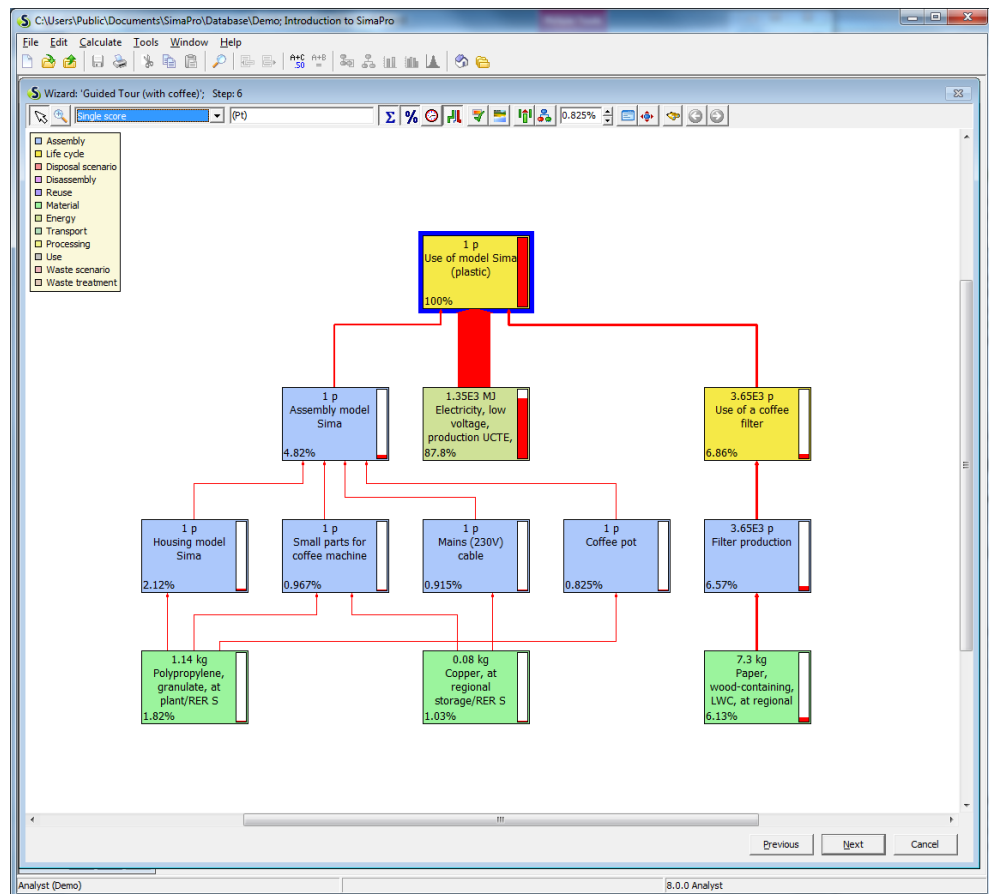 C:\Users\Public\Documents\SimaPro\Database\Demo; Introduction to SimaPro
File Edit Calculate Tools Window Help
A+C
50
A+B
=
Wizard: 'Guided Tour (with coffee)'; Step: 6
Single score
(Pt)
Σ
%
0.825%
Assembly
Life cycle
Disposal scenario
Disassembly
Reuse
Material
Energy
Transport
Processing
Use
Waste scenario
Waste treatment
1 p
Use of model Sima
(plastic)
100%
1 p
Assembly model
Sima
4.82%
1.35E3 MJ
Electricity, low
voltage,
production UCTE,
87.8%
3.65E3 p
Use of a coffee
filter
6.86%
1 p
Housing model
Sima
2.12%
1 p
Small parts for
coffee machine
0.967%
1 p
Mains (230V)
cable
0.915%
1 p
Coffee pot
0.825%
3.65E3 p
Filter production
6.57%
1.14 kg
Polypropylene,
granulate, at
plant/RER S
1.82%
0.08 kg
Copper, at
regional
storage/RER S
1.03%
7.3 kg
Paper,
wood-containing,
LWC, at regional
6.13%
Previous
Next
Cancel
Analyst (Demo)
8.0.0 Analyst